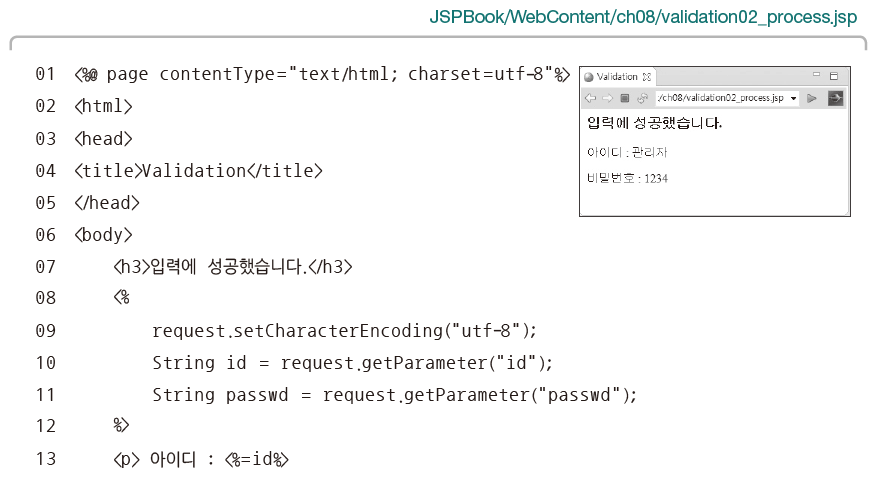 JSPBook/WebContent/ch08/validation02_process.jsp
01 <%@ page contentType="text/html; charset=utf-8"%>
02 <html>
03 <head>
04 <title>Validation</title>
05 </head>
06 <body>
07 <h3>입력에 성공했습니다.</h3>
08 <%
09 request.setCharacterEncoding("utf-8");
10 String id = request.getParameter("id");
11 String passwd = request.getParameter("passwd");
12 %>
13 <p> 아이디 : <%=id%>
Validation
/ch08/validation02_process.jsp
입력에 성공했습니다.
아이디 : 관리자
비밀번호 : 1234